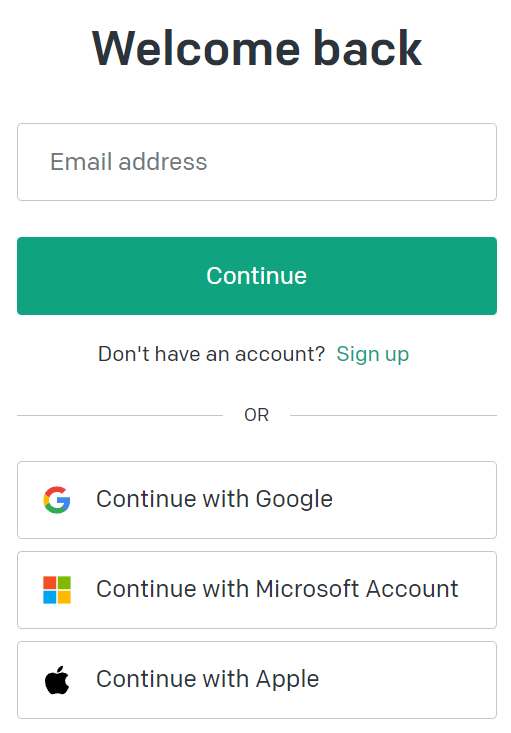 Welcome back
Email address
Continue
Don't have an account? Sign up
OR
Continue with Google
Continue with Microsoft Account
Continue with Apple